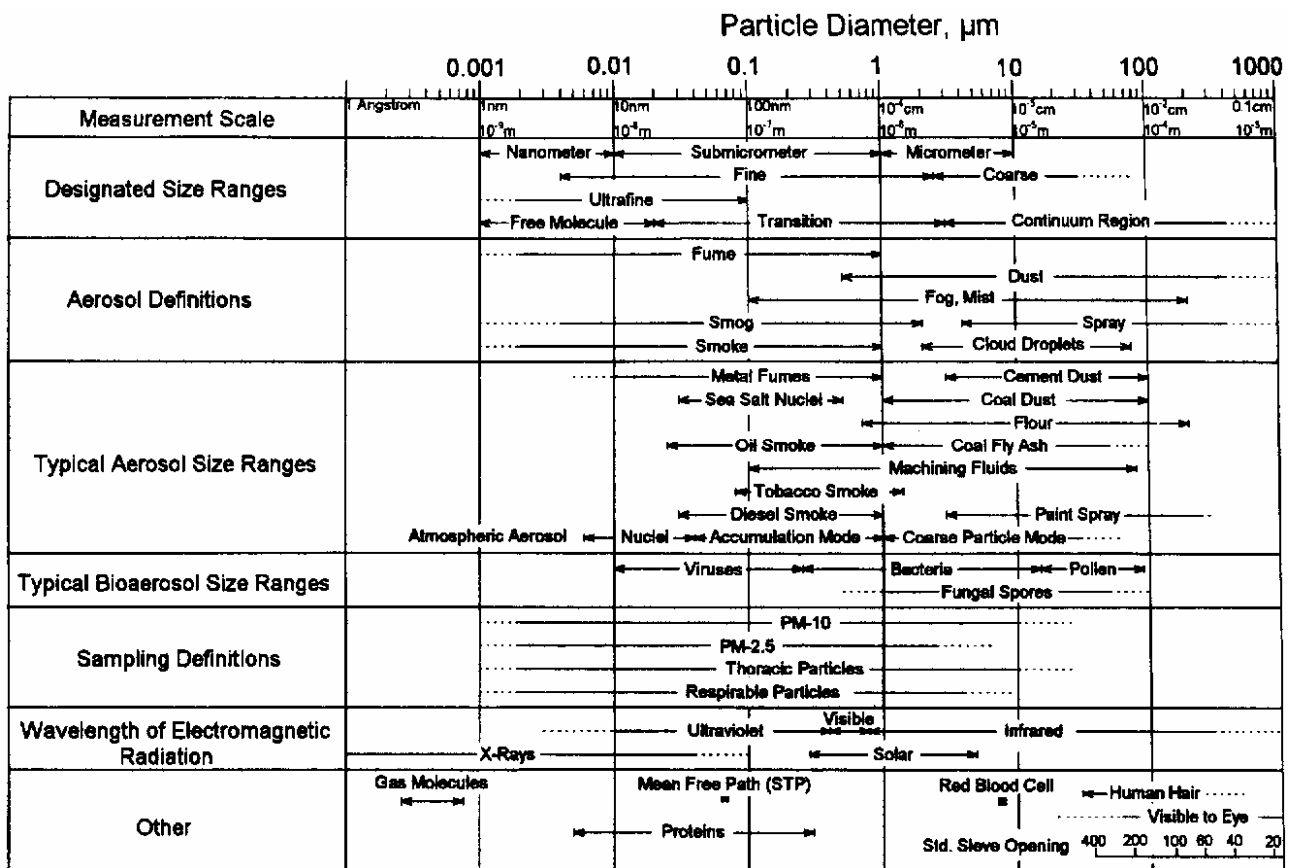 Particle Diameter, µm
0.001 0.01 0.1 1 10 100 1000
Measurement Scale
1 Angstrom 1nm 10nm 100nm 10⁻⁴cm 10⁻³cm 10⁻²cm 0.1cm
10⁻⁹m 10⁻⁸m 10⁻⁷m 10⁻⁶m 10⁻⁵m 10⁻⁴m 10⁻³m
Designated Size Ranges
Nanometer Submicrometer Micrometer
Fine Coarse
Ultrafine
Free Molecule Transition Continuum Region
Aerosol Definitions
Fume
Dust
Fog, Mist
Smog Spray
Smoke Cloud Droplets
Typical Aerosol Size Ranges
Metal Fumes Cement Dust
Sea Salt Nuclei Coal Dust
Flour
Oil Smoke Coal Fly Ash
Machining Fluids
Tobacco Smoke
Diesel Smoke Paint Spray
Atmospheric Aerosol Nuclei Accumulation Mode Coarse Particle Mode
Typical Bioaerosol Size Ranges
Viruses Bacteria Pollen
Fungal Spores
Sampling Definitions
PM-10
PM-2.5
Thoracic Particles
Respirable Particles
Wavelength of Electromagnetic
Radiation
Visible
Ultraviolet Infrared
X-Rays Solar
Other
Gas Molecules Mean Free Path (STP) Red Blood Cell
Human Hair
Visible to Eye
Proteins
Std. Sieve Opening 400 200 100 60 40 20